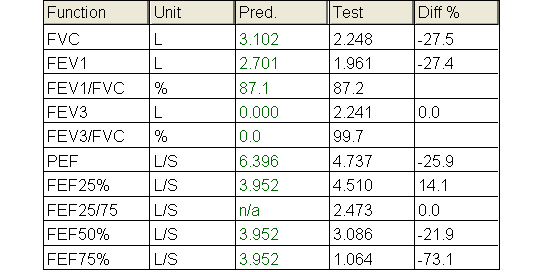 Function Unit Pred. Test Diff %
FVC L 3.102 2.248 -27.5
FEV1 L 2.701 1.961 -27.4
FEV1/FVC % 87.1 87.2
FEV3 L 0.000 2.241 0.0
FEV3/FVC % 0.0 99.7
PEF L/S 6.396 4.737 -25.9
FEF25% L/S 3.952 4.510 14.1
FEF25/75 L/S n/a 2.473 0.0
FEF50% L/S 3.952 3.086 -21.9
FEF75% L/S 3.952 1.064 -73.1